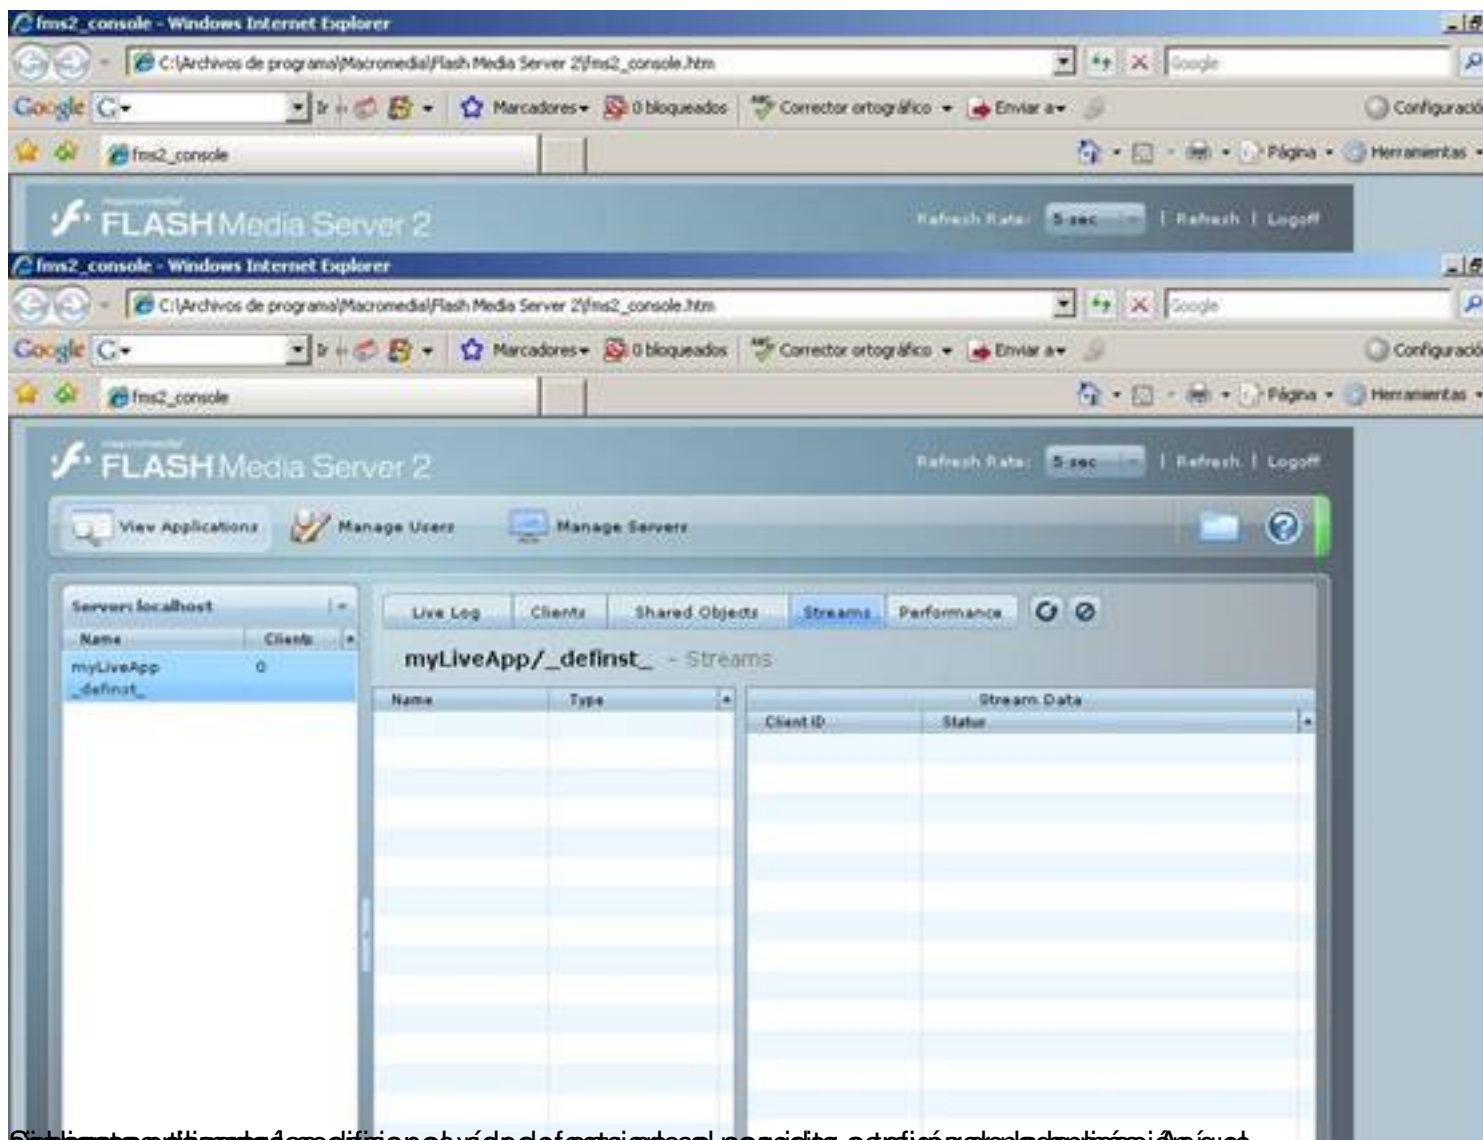 fms2_console - Windows Internet Explorer
C:\Archivos de programa\Macromedia\Flash Media Server 2\fms2_console.htm
Google
Google
Ir
Marcadores
0 bloqueados
Corrector ortográfico
Enviar a
Configuració
fms2_console
Página
Herramientas
macromedia
FLASH Media Server 2
Refresh Rate:
5 sec
| Refresh | Logoff
fms2_console - Windows Internet Explorer
C:\Archivos de programa\Macromedia\Flash Media Server 2\fms2_console.htm
Google
Google
Ir
Marcadores
0 bloqueados
Corrector ortográfico
Enviar a
Configuració
fms2_console
Página
Herramientas
macromedia
FLASH Media Server 2
Refresh Rate:
5 sec
| Refresh | Logoff
View Applications
Manage Users
Manage Servers
Server: localhost
Name Clients
myLiveApp 0
_definst_
Live Log
Clients
Shared Objects
Streams
Performance
myLiveApp/_definst_ - Streams
Name Type
Stream Data
Client ID Status